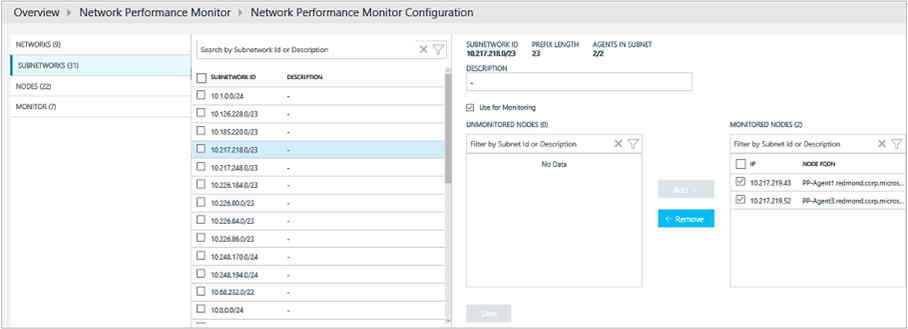 Overview Network Performance Monitor Network Performance Monitor Configuration
NETWORKS (9)
SUBNETWORKS (31)
NODES (22)
MONITOR (7)
Search by Subnetwork Id or Description
SUBNETWORK ID DESCRIPTION
10.1.0.0/24 -
10.126.228.0/23 -
10.185.220.0/23 -
10.217.218.0/23 -
10.217.248.0/23 -
10.226.184.0/23 -
10.226.80.0/23 -
10.226.84.0/23 -
10.226.86.0/23 -
10.248.170.0/24 -
10.248.194.0/24 -
10.68.232.0/22 -
10.8.0.0/24 -
SUBNETWORK ID PREFIX LENGTH AGENTS IN SUBNET
10.217.218.0/23 23 2/2
DESCRIPTION
-
Use for Monitoring
UNMONITORED NODES (0)
Filter by Subnet Id or Description
No Data
Add →
← Remove
MONITORED NODES (2)
Filter by Subnet Id or Description
IP NODE FQDN
10.217.219.43 PP-Agent1.redmond.corp.micros...
10.217.219.52 PP-Agent3.redmond.corp.micros...
Save